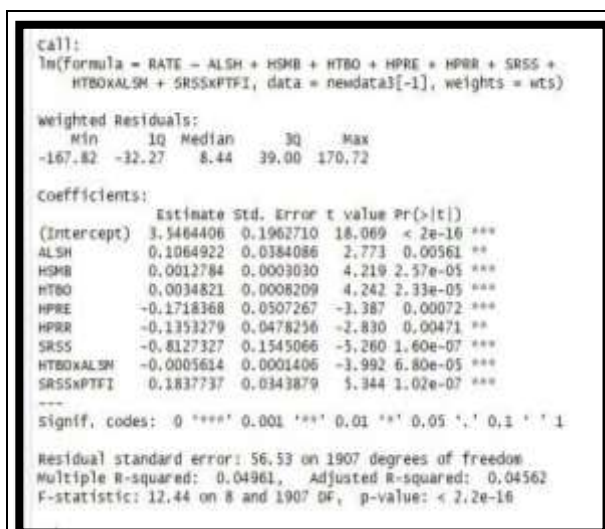 Call:
lm(formula = RATE ~ ALSH + HSMB + HTBO + HPRE + HPRR + SRSS +
HTBOxALSM + SRSSxPTFI, data = newdata3[-1], weights = wts)
Weighted Residuals:
Min 1Q Median 3Q Max
-167.82 -32.27 8.44 39.00 170.72
Coefficients:
Estimate Std. Error t value Pr(>|t|)
(Intercept) 3.5464406 0.1962710 18.069 < 2e-16 ***
ALSH 0.1064922 0.0384086 2.773 0.00561 **
HSMB 0.0012784 0.0003030 4.219 2.57e-05 ***
HTBO 0.0034821 0.0008209 4.242 2.33e-05 ***
HPRE -0.1718368 0.0507267 -3.387 0.00072 ***
HPRR -0.1353279 0.0478256 -2.830 0.00471 **
SRSS -0.8127327 0.1545066 -5.260 1.60e-07 ***
HTBOxALSM -0.0005614 0.0001406 -3.992 6.80e-05 ***
SRSSxPTFI 0.1837737 0.0343879 5.344 1.02e-07 ***
---
Signif. codes: 0 '***' 0.001 '**' 0.01 '*' 0.05 '.' 0.1 ' ' 1
Residual standard error: 56.53 on 1907 degrees of freedom
Multiple R-squared: 0.04961, Adjusted R-squared: 0.04562
F-statistic: 12.44 on 8 and 1907 DF, p-value: < 2.2e-16